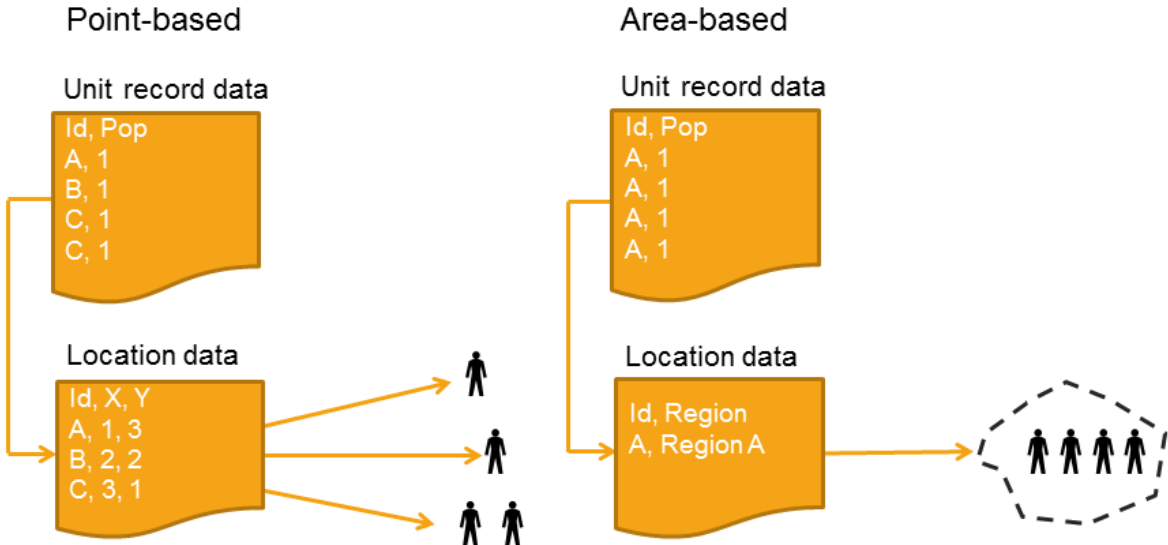 Point-based
Unit record data
Id, Pop
A, 1
B, 1
C, 1
C, 1
Location data
Id, X, Y
A, 1, 3
B, 2, 2
C, 3, 1
Area-based
Unit record data
Id, Pop
A, 1
A, 1
A, 1
A, 1
Location data
Id, Region
A, Region A